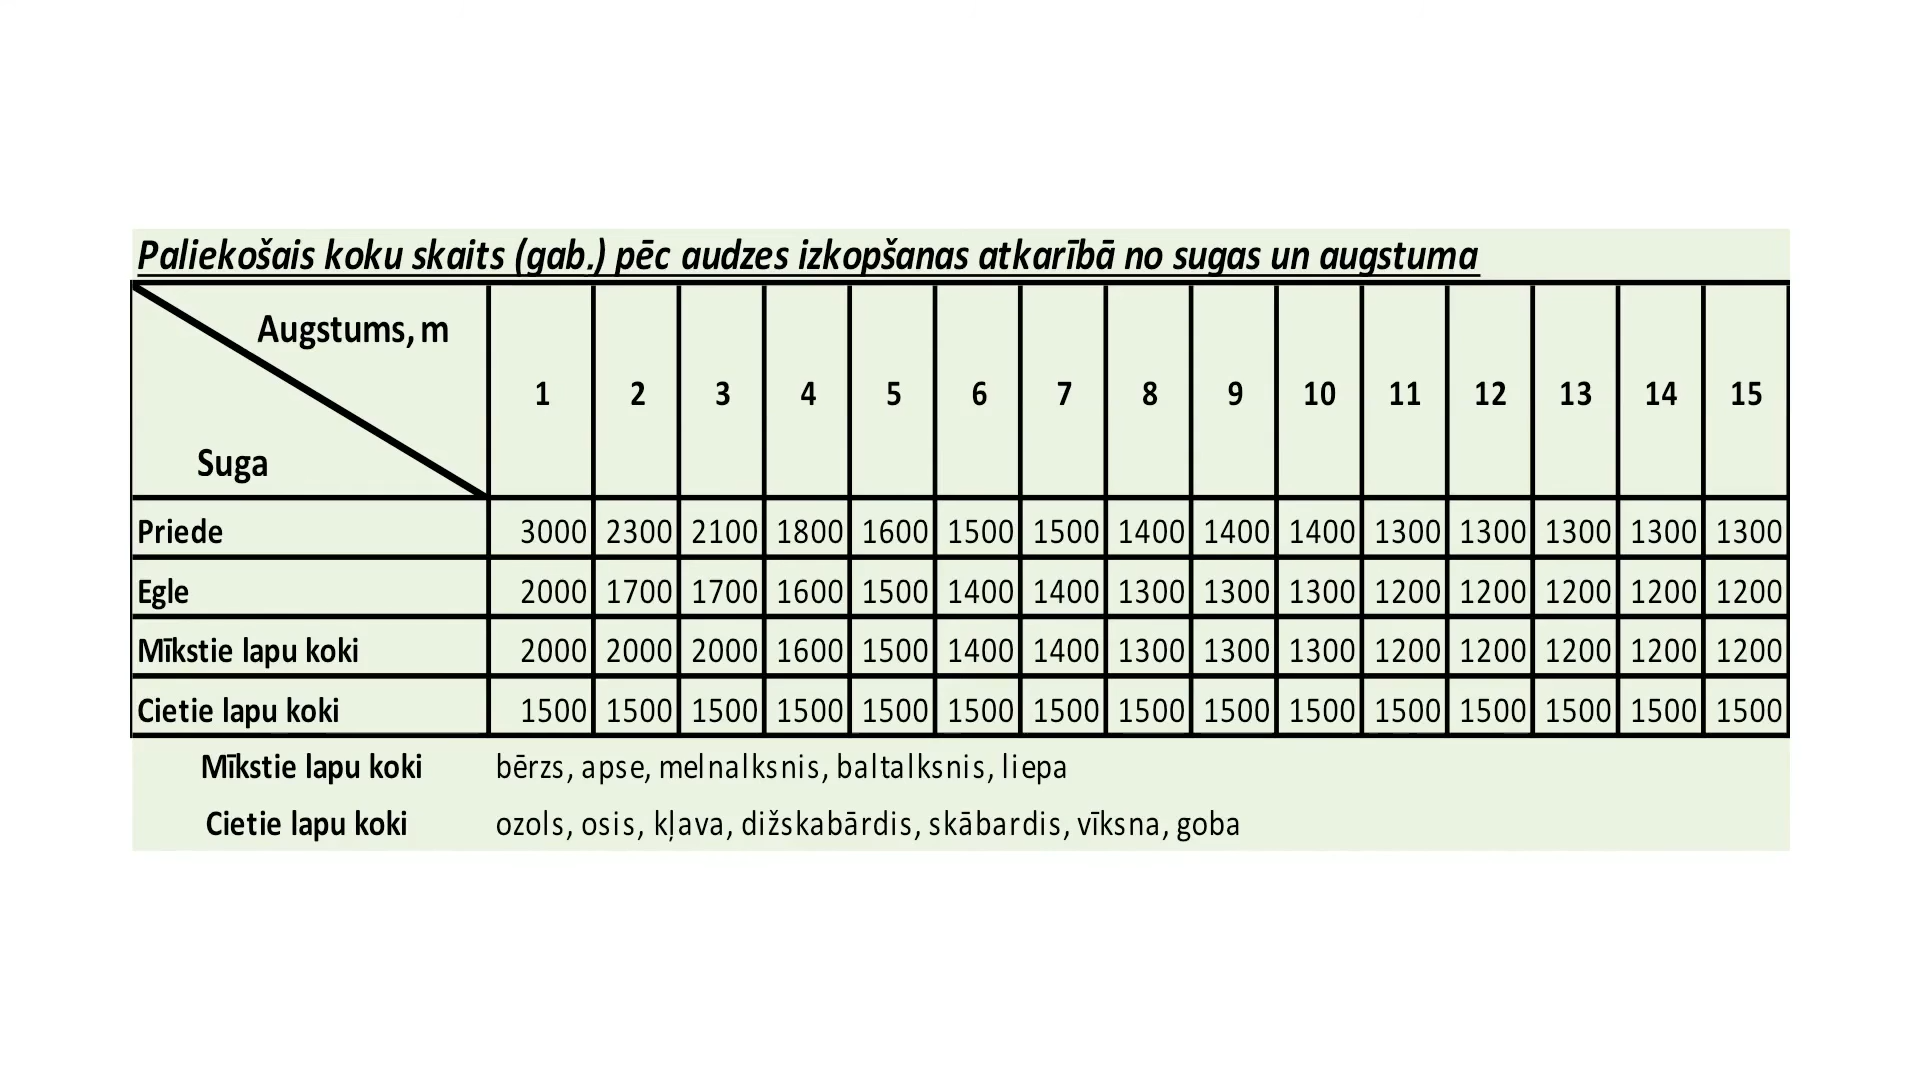 Paliekošais koku skaits (gab.) pēc audzes izkopšanas atkarībā no sugas un augstuma
Augstums, m
Suga
1 2 3 4 5 6 7 8 9 10 11 12 13 14 15
Priede 3000 2300 2100 1800 1600 1500 1500 1400 1400 1400 1300 1300 1300 1300 1300
Egle 2000 1700 1700 1600 1500 1400 1400 1300 1300 1300 1200 1200 1200 1200 1200
Mīkstie lapu koki 2000 2000 2000 1600 1500 1400 1400 1300 1300 1300 1200 1200 1200 1200 1200
Cietie lapu koki 1500 1500 1500 1500 1500 1500 1500 1500 1500 1500 1500 1500 1500 1500 1500
Mīkstie lapu koki bērzs, apse, melnalksnis, baltalksnis, liepa
Cietie lapu koki ozols, osis, kļava, dižskabārdis, skābardis, vīksna, goba